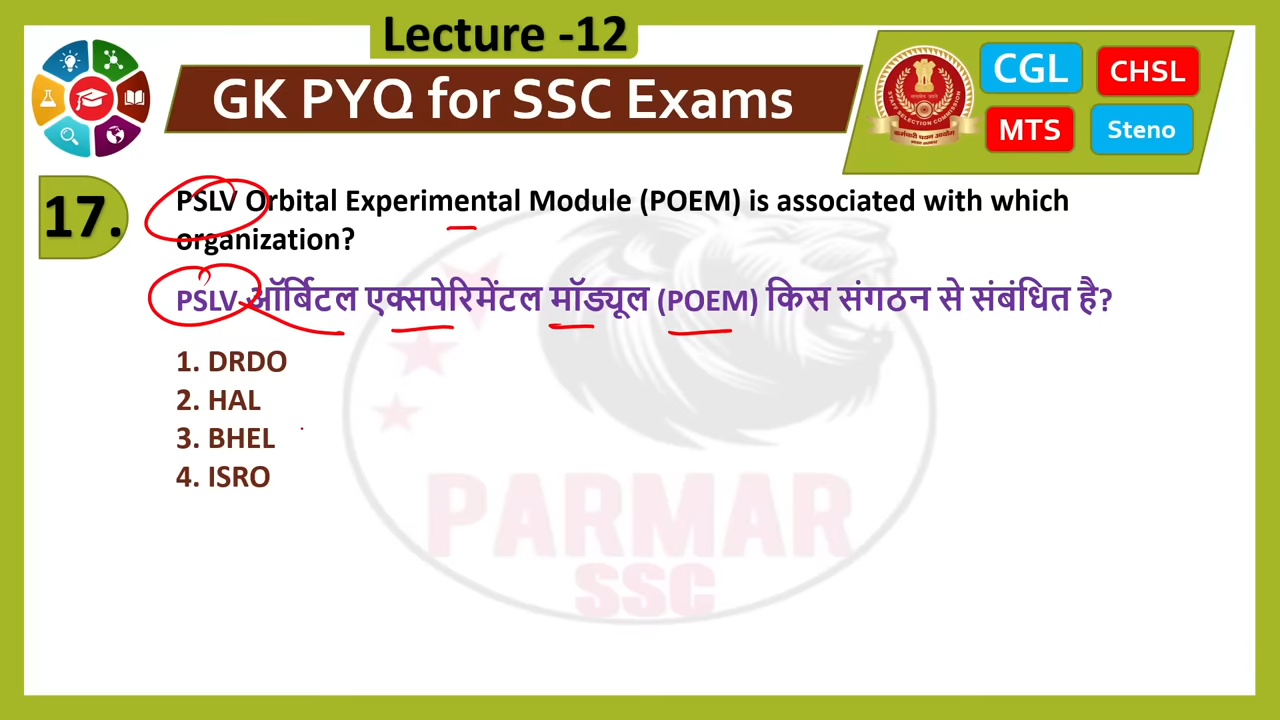 Lecture -12
GK PYQ for SSC Exams
CGL
CHSL
MTS
Steno
17.
PSLV Orbital Experimental Module (POEM) is associated with which
organization?
PSLV ऑर्बिटल एक्सपेरिमेंटल मॉड्यूल (POEM) किस संगठन से संबंधित है?
1. DRDO
2. HAL
3. BHEL
4. ISRO
PARMAR
SSC